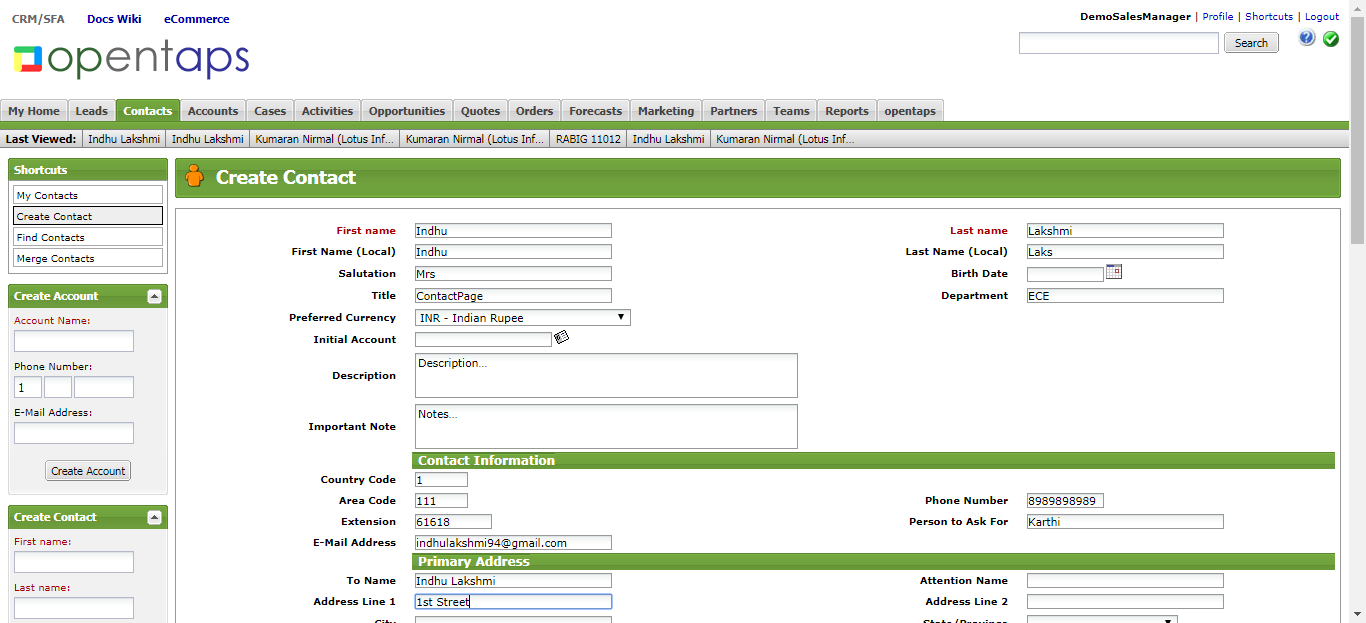 CRM/SFA Docs Wiki eCommerce
DemoSalesManager | Profile | Shortcuts | Logout
opentaps
Search
My Home Leads Contacts Accounts Cases Activities Opportunities Quotes Orders Forecasts Marketing Partners Teams Reports opentaps
Last Viewed: Indhu Lakshmi Indhu Lakshmi Kumaran Nirmal (Lotus Inf... Kumaran Nirmal (Lotus Inf... RABIG 11012 Indhu Lakshmi Kumaran Nirmal (Lotus Inf...
Shortcuts
My Contacts
Create Contact
Find Contacts
Merge Contacts
Create Account
Account Name:
Phone Number:
1
E-Mail Address:
Create Account
Create Contact
First name:
Last name:
Create Contact
First name Indhu Last name Lakshmi
First Name (Local) Indhu Last Name (Local) Laks
Salutation Mrs Birth Date
Title ContactPage Department ECE
Preferred Currency INR - Indian Rupee
Initial Account
Description Description...
Important Note Notes...
Contact Information
Country Code 1
Area Code 111 Phone Number 8989898989
Extension 61618 Person to Ask For Karthi
E-Mail Address indhulakshmi94@gmail.com
Primary Address
To Name Indhu Lakshmi Attention Name
Address Line 1 1st Street Address Line 2
City State/Province